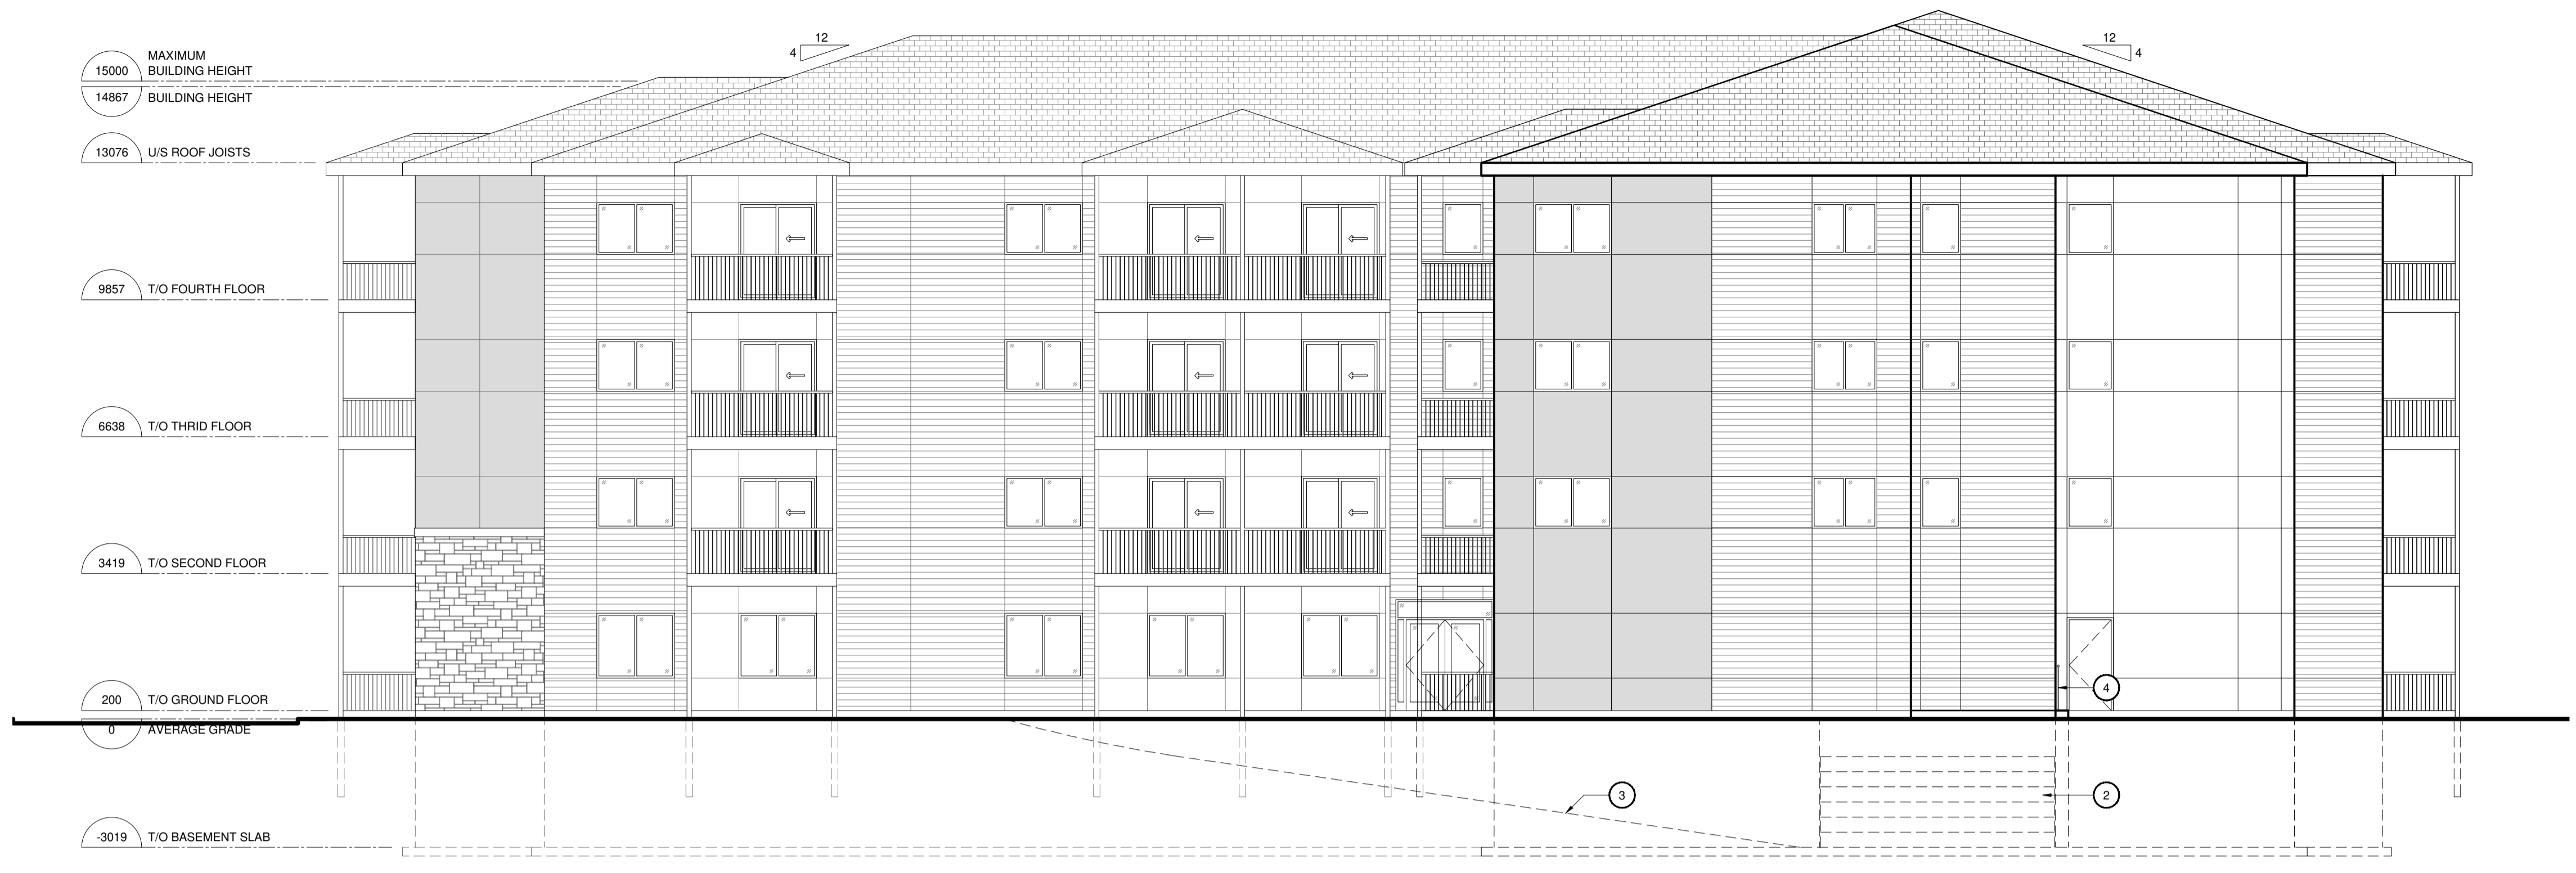 12
4
12
4
MAXIMUM
15000 BUILDING HEIGHT
14867 BUILDING HEIGHT
13076 U/S ROOF JOISTS
9857 T/O FOURTH FLOOR
6638 T/O THRID FLOOR
3419 T/O SECOND FLOOR
200 T/O GROUND FLOOR
4
0 AVERAGE GRADE
3
2
-3019 T/O BASEMENT SLAB